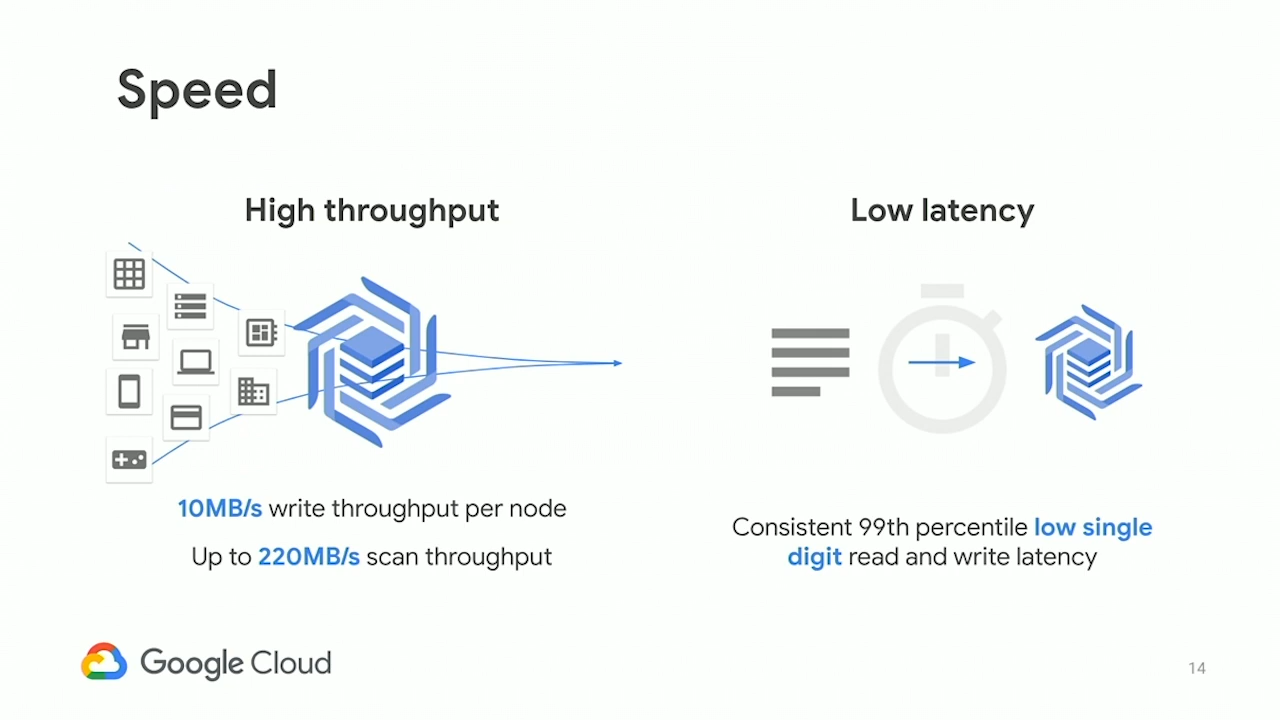 Speed
High throughput
10MB/s write throughput per node
Up to 220MB/s scan throughput
Low latency
Consistent 99th percentile low single
digit read and write latency
Google Cloud
14